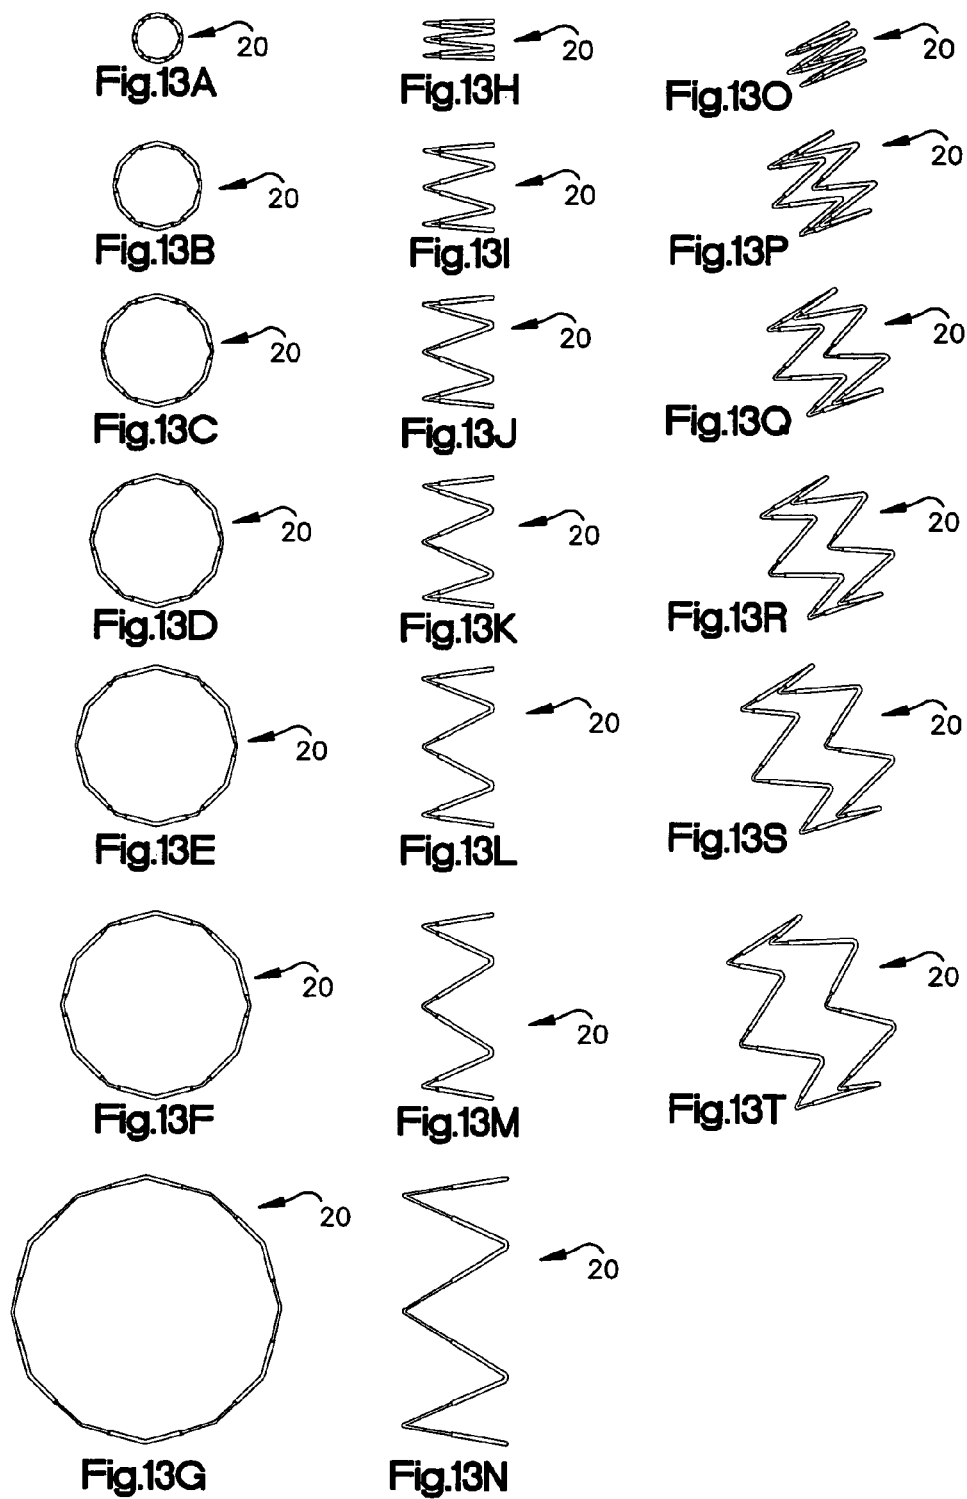 20 20 20
Fig.13A Fig.13H Fig.13O
20 20 20
Fig.13B Fig.13I Fig.13P
20 20 20
Fig.13C Fig.13J Fig.13Q
20 20 20
Fig.13D Fig.13K Fig.13R
20 20 20
Fig.13E Fig.13L Fig.13S
20 20 20
Fig.13F Fig.13M Fig.13T
20 20
Fig.13G Fig.13N